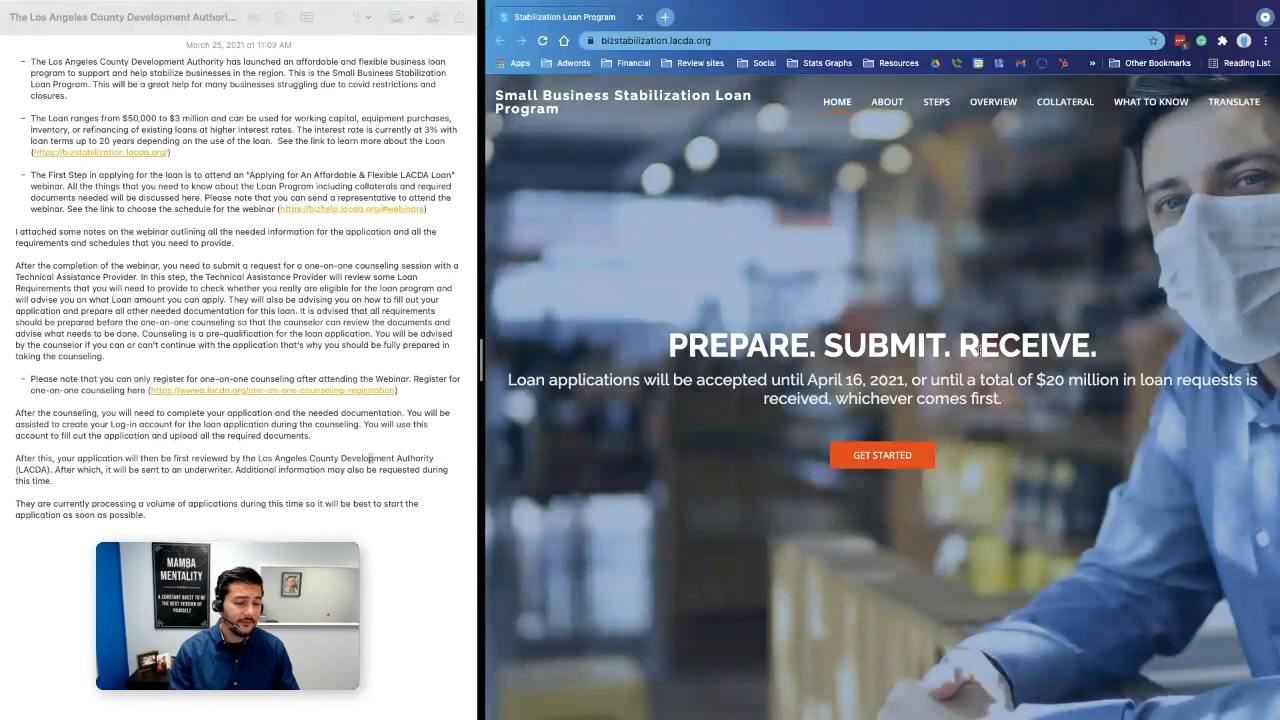 The Los Angeles County Development Authori...
March 25, 2021 at 11:09 AM
– The Los Angeles County Development Authority has launched an affordable and flexible business loan
program to support and help stabilize businesses in the region. This is the Small Business Stabilization
Loan Program. This will be a great help for many businesses struggling due to covid restrictions and
closures.
– The Loan ranges from $50,000 to $3 million and can be used for working capital, equipment purchases,
inventory, or refinancing of existing loans at higher interest rates. The interest rate is currently at 3% with
loan terms up to 20 years depending on the use of the loan.  See the link to learn more about the Loan
(https://bizstabilization.lacda.org/)
– The First Step in applying for the loan is to attend an "Applying for An Affordable & Flexible LACDA Loan"
webinar. All the things that you need to know about the Loan Program including collaterals and required
documents needed will be discussed here. Please note that you can send a representative to attend the
webinar. See the link to choose the schedule for the webinar (https://bizhelp.lacda.org/#webinars)
I attached some notes on the webinar outlining all the needed information for the application and all the
requirements and schedules that you need to provide.
After the completion of the webinar, you need to submit a request for a one-on-one counseling session with a
Technical Assistance Provider. In this step, the Technical Assistance Provider will review some Loan
Requirements that you will need to provide to check whether you really are eligible for the loan program and
will advise you on what Loan amount you can apply. They will also be advising you on how to fill out your
application and prepare all other needed documentation for this loan. It is advised that all requirements
should be prepared before the one-on-one counseling so that the counselor can review the documents and
advise what needs to be done. Counseling is a pre-qualification for the loan application. You will be advised
by the counselor if you can or can't continue with the application that's why you should be fully prepared in
taking the counseling.
– Please note that you can only register for one-on-one counseling after attending the Webinar. Register for
one-on-one counseling here (https://wwwa.lacda.org/one-on-one-counseling-registration)
After the counseling, you will need to complete your application and the needed documentation. You will be
assisted to create your Log-in account for the loan application during the counseling. You will use this
account to fill out the application and upload all the required documents.
After this, your application will then be first reviewed by the Los Angeles County Development Authority
(LACDA). After which, it will be sent to an underwriter. Additional information may also be requested during
this time.
They are currently processing a volume of applications during this time so it will be best to start the
application as soon as possible.
MAMBA
MENTALITY
A CONSTANT QUEST TO BE
THE BEST VERSION OF
YOURSELF
Stabilization Loan Program
bizstabilization.lacda.org
Apps Adwords Financial Review sites Social Stats Graphs Resources » Other Bookmarks Reading List
Small Business Stabilization Loan
Program
HOME ABOUT STEPS OVERVIEW COLLATERAL WHAT TO KNOW TRANSLATE
PREPARE. SUBMIT. RECEIVE.
Loan applications will be accepted until April 16, 2021, or until a total of $20 million in loan requests is
received, whichever comes first.
GET STARTED